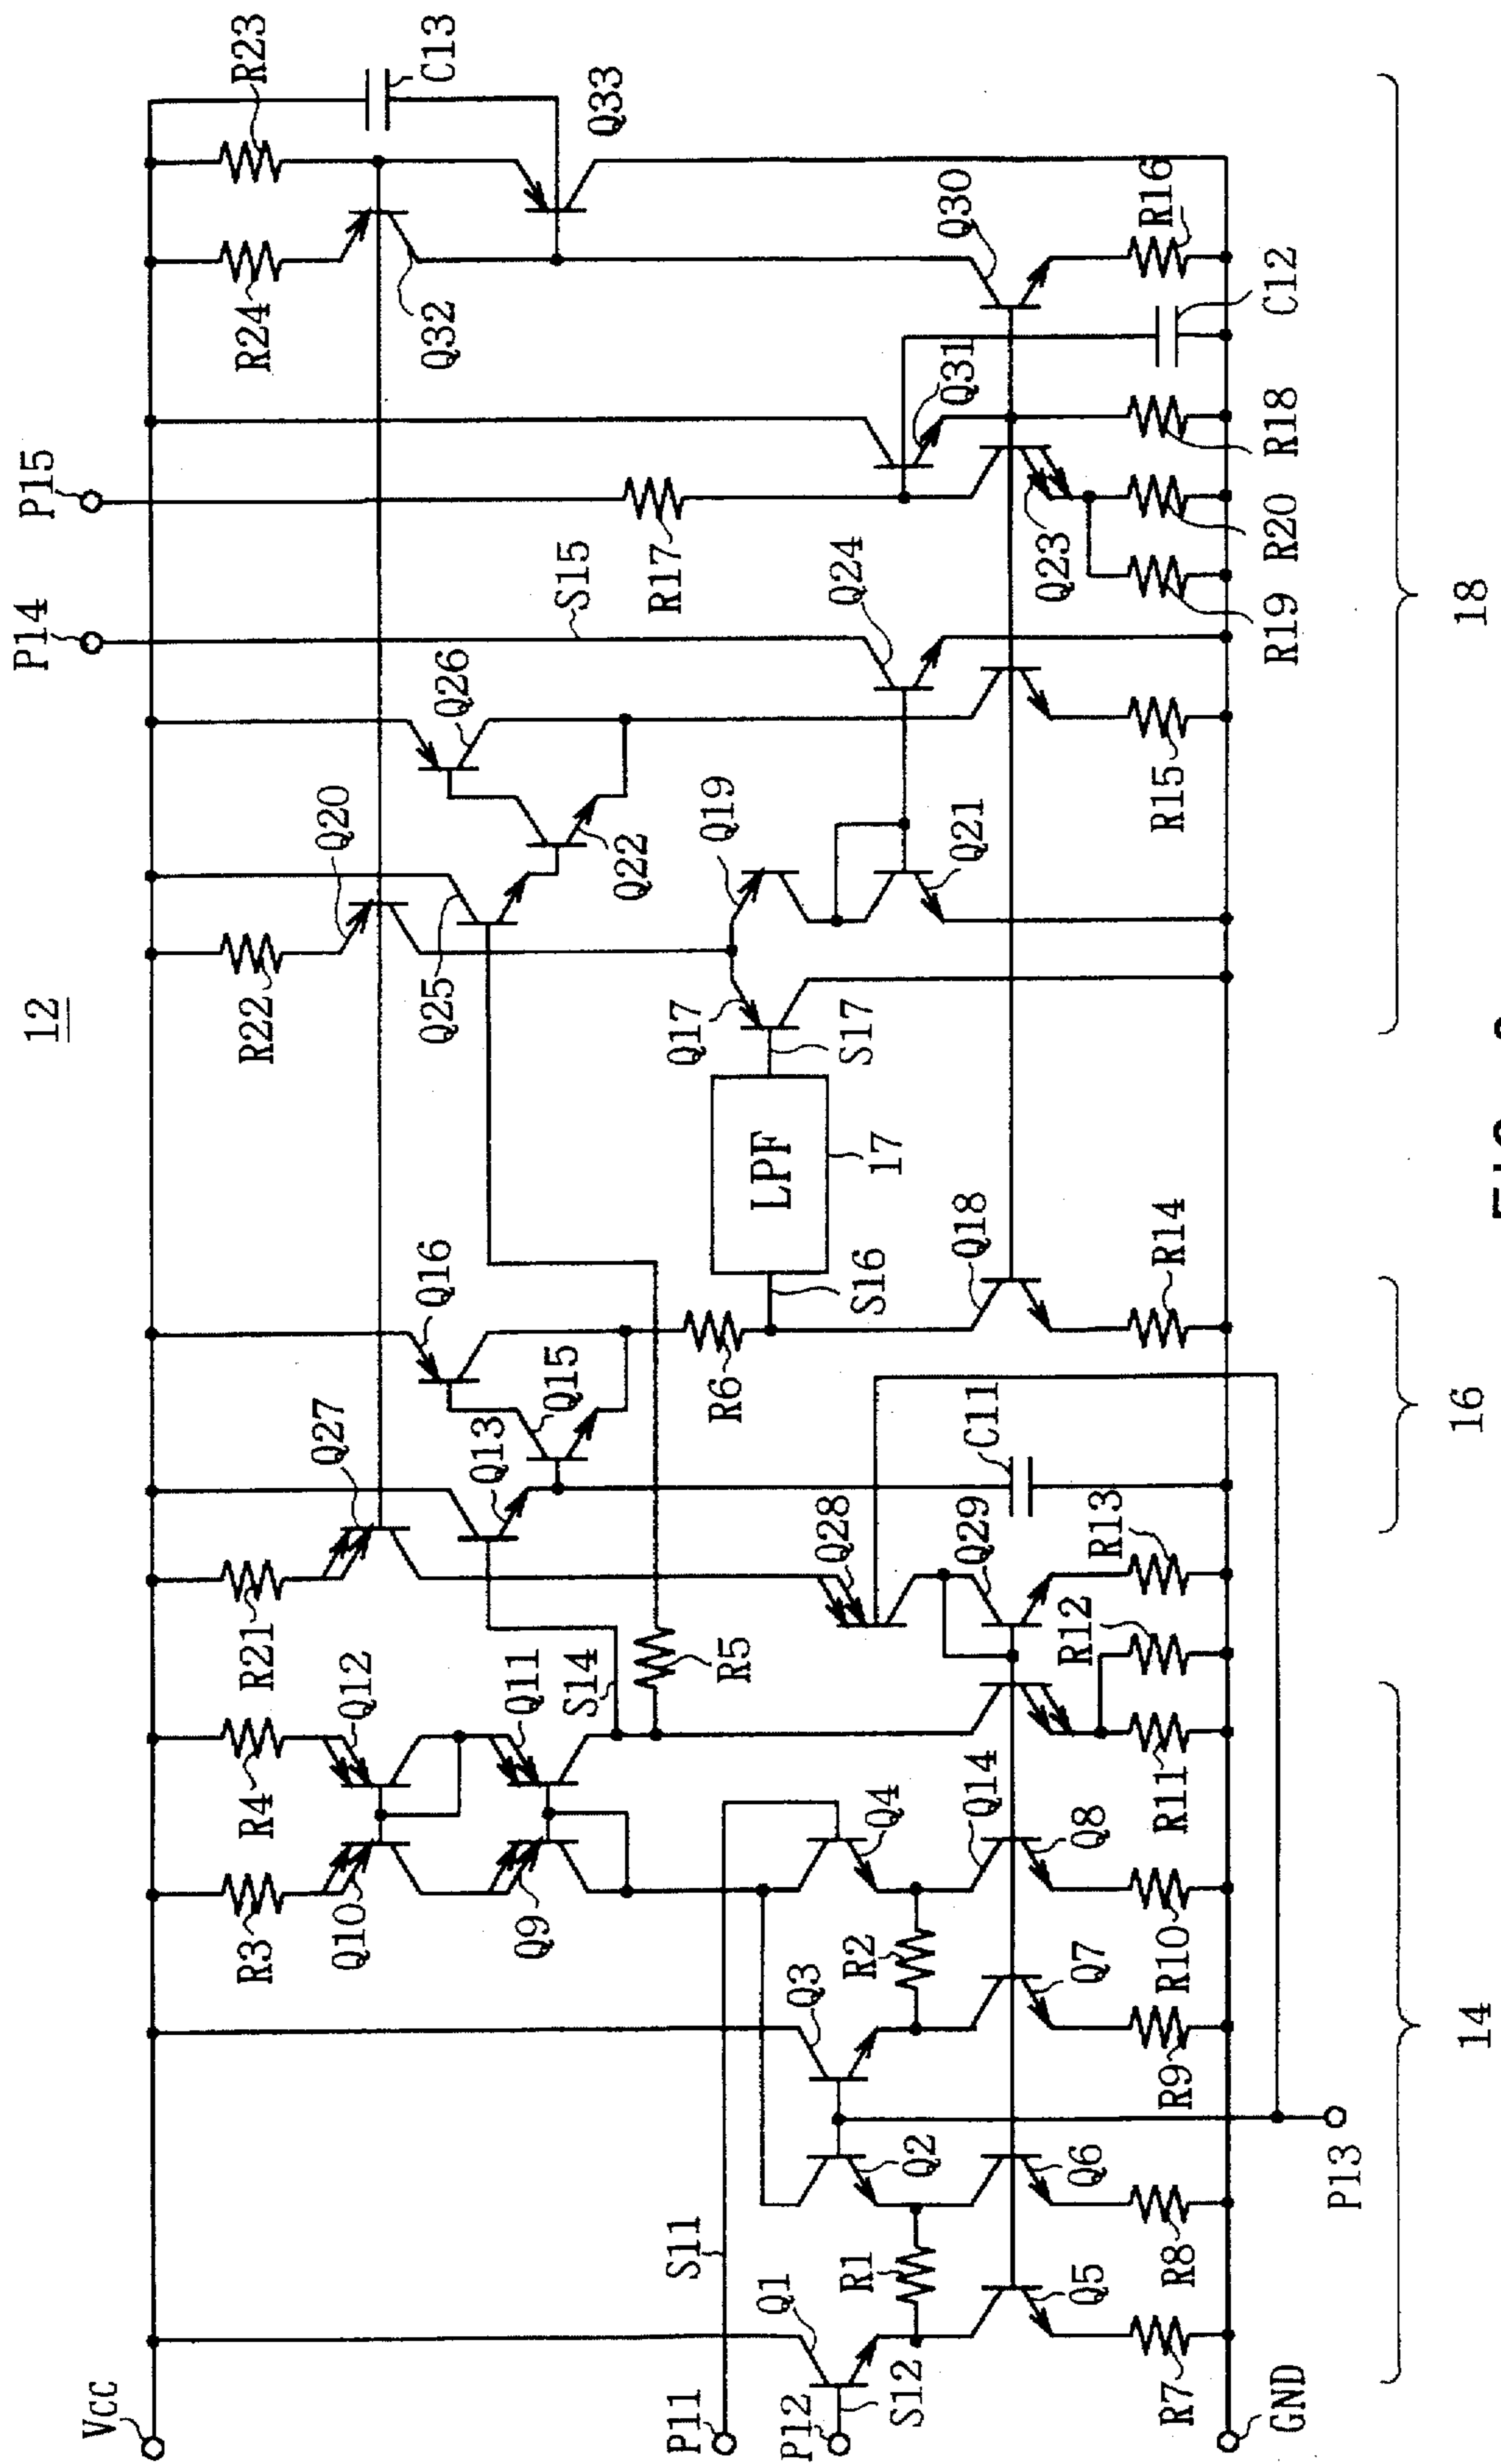 12
P14
P15
VCC
R3
R4
R21
R22
R24
R23
C13
Q10
Q12
Q27
Q20
Q32
Q33
Q9
Q11
Q13
Q16
Q15
Q25
Q26
Q22
S14
R5
S15
R17
P11
S11
R6
Q17
Q19
LPF
17
S16
S17
P12
S12
Q1
Q2
Q3
Q4
Q28
Q24
Q21
Q31
Q30
R1
R2
Q14
Q29
C11
Q18
Q23
Q5
Q6
Q7
Q8
R7
R8
R9
R10
R11
R12
R13
R14
R15
R19
R20
R18
R16
C12
GND
P13
14
16
18